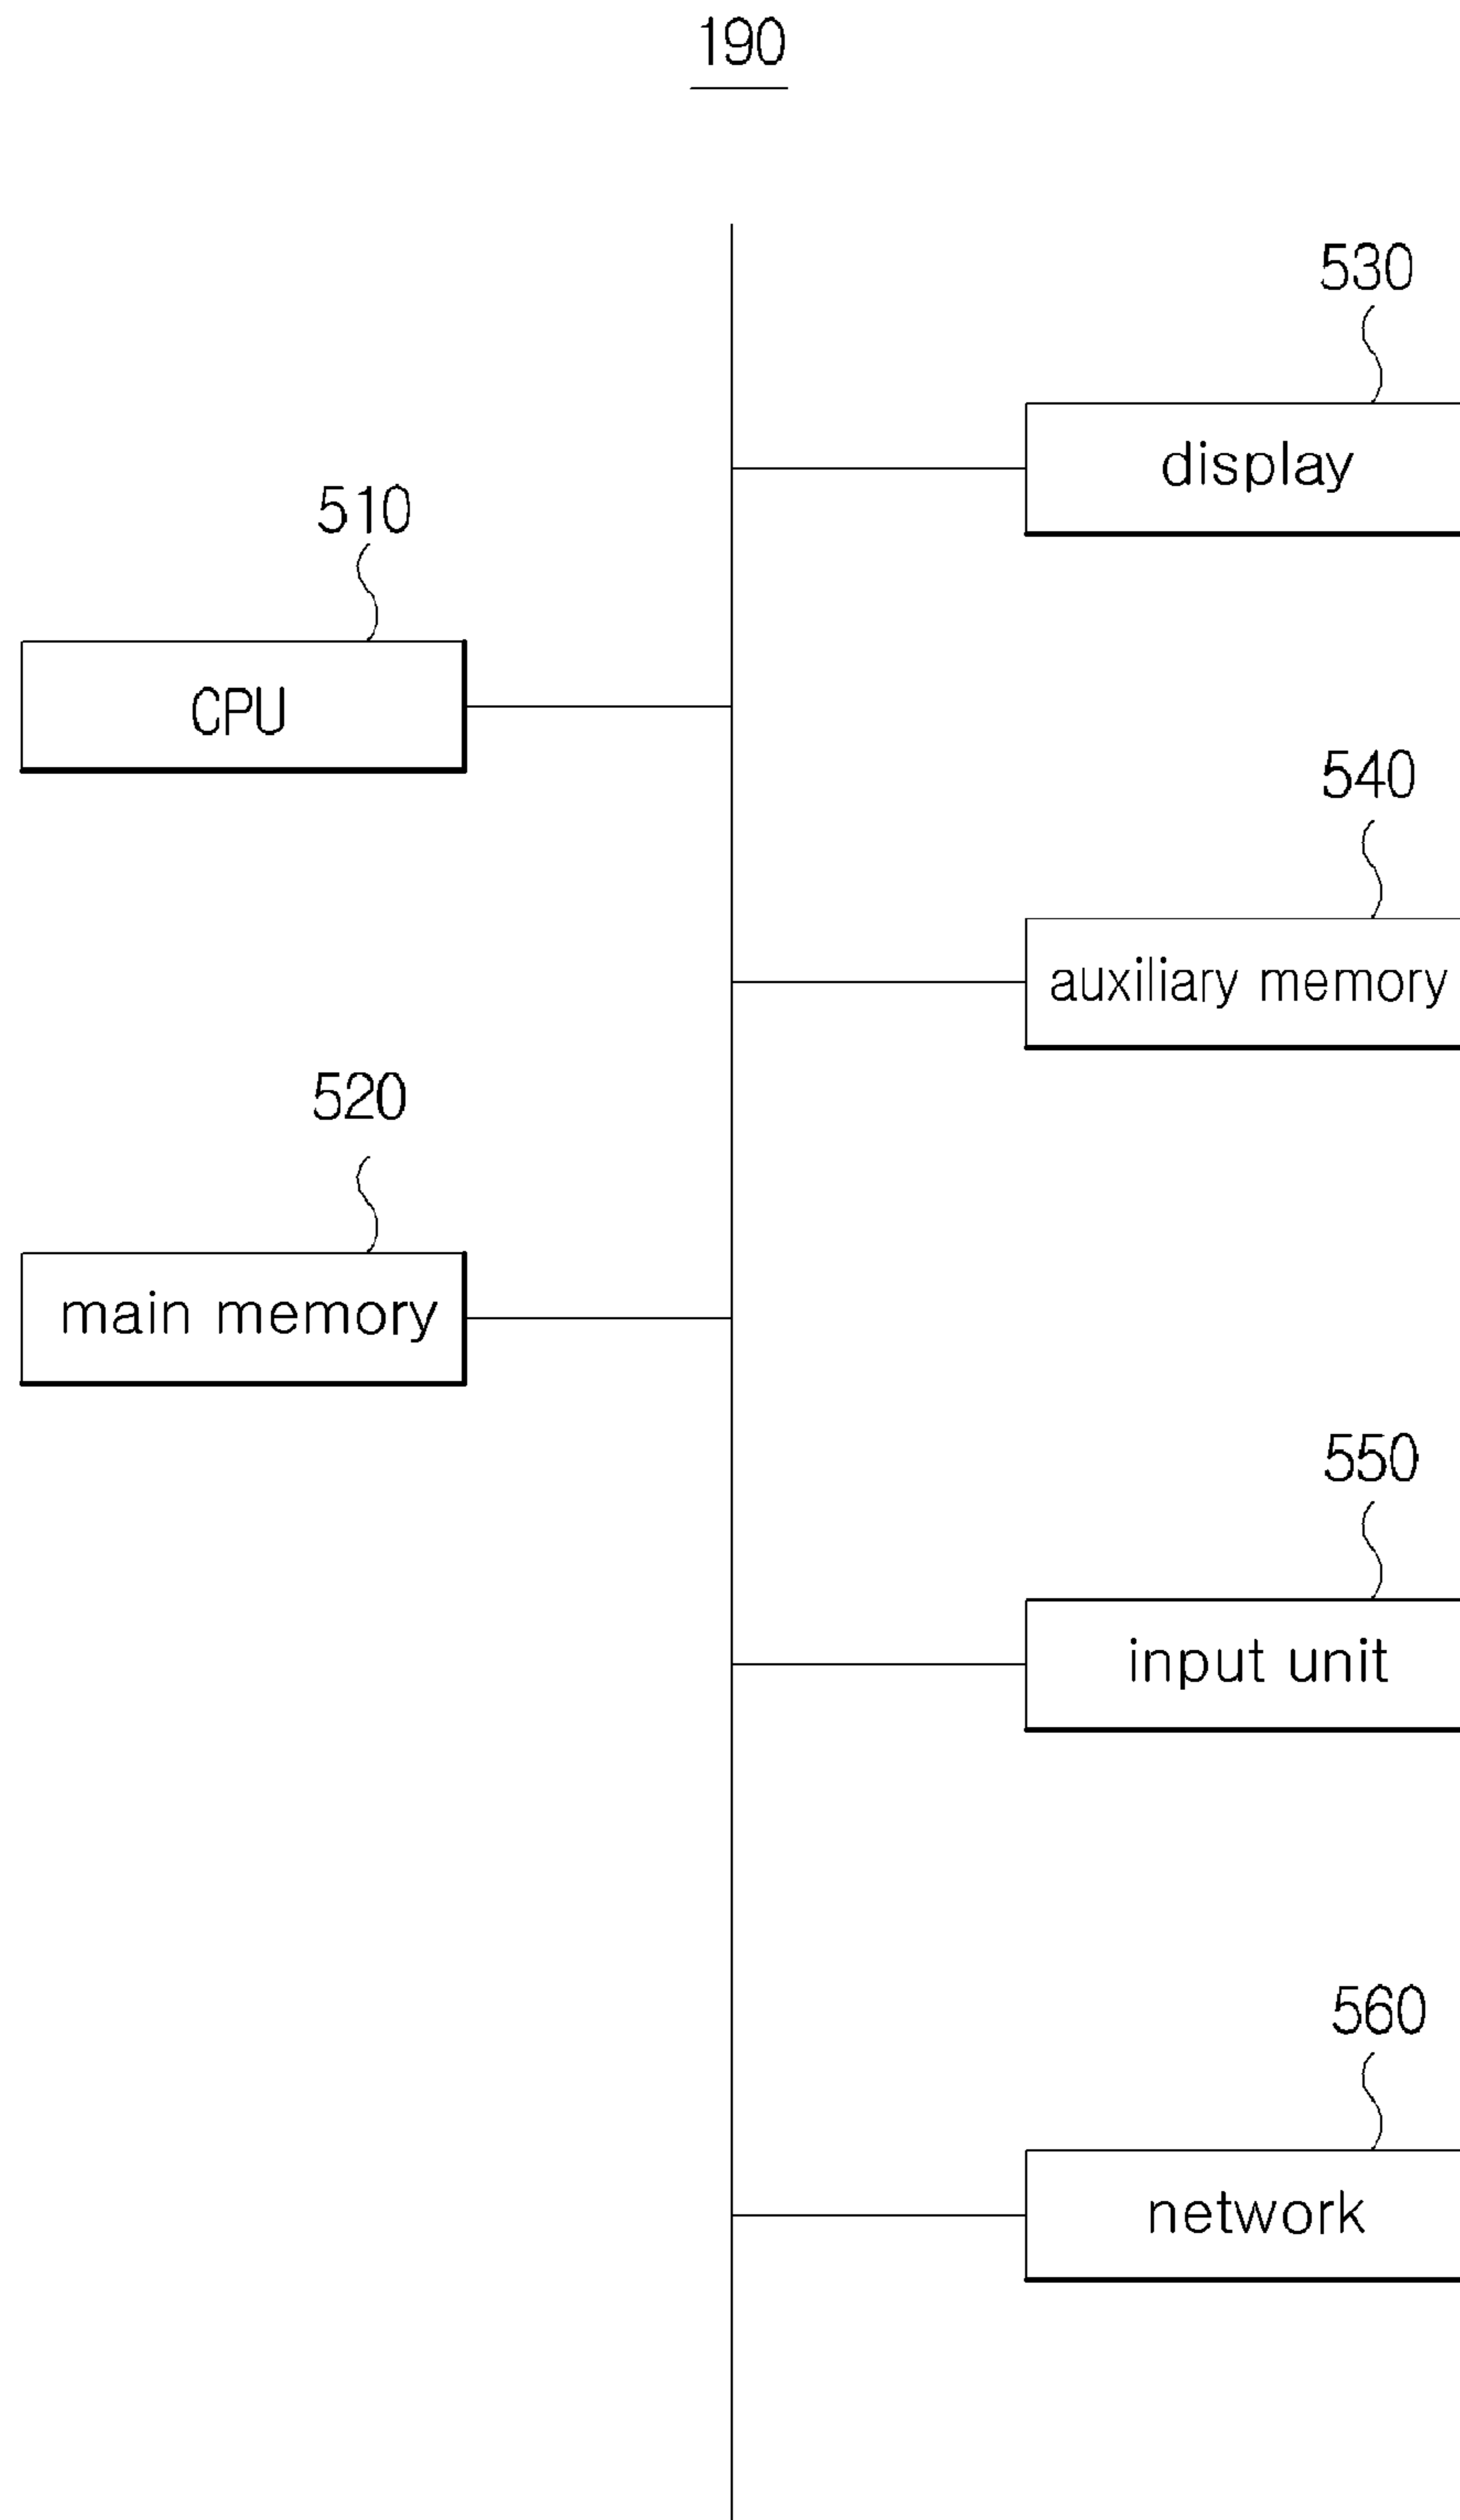 190
530
display
510
CPU
540
auxiliary memory
520
main memory
550
input unit
560
network